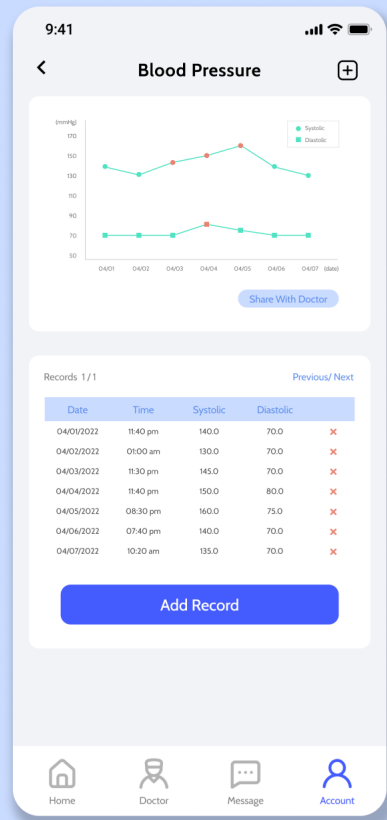 9:41
Blood Pressure
(mmHg)
170
150
130
110
90
70
50
Systolic
Diastolic
04/01 04/02 04/03 04/04 04/05 04/06 04/07 (date)
Share With Doctor
Records 1/1 Previous/ Next
Date Time Systolic Diastolic
04/01/2022 11:40 pm 140.0 70.0
04/02/2022 01:00 am 130.0 70.0
04/03/2022 11:30 pm 145.0 70.0
04/04/2022 11:40 pm 150.0 80.0
04/05/2022 08:30 pm 160.0 75.0
04/06/2022 07:40 pm 140.0 70.0
04/07/2022 10:20 am 135.0 70.0
Add Record
Home Doctor Message Account